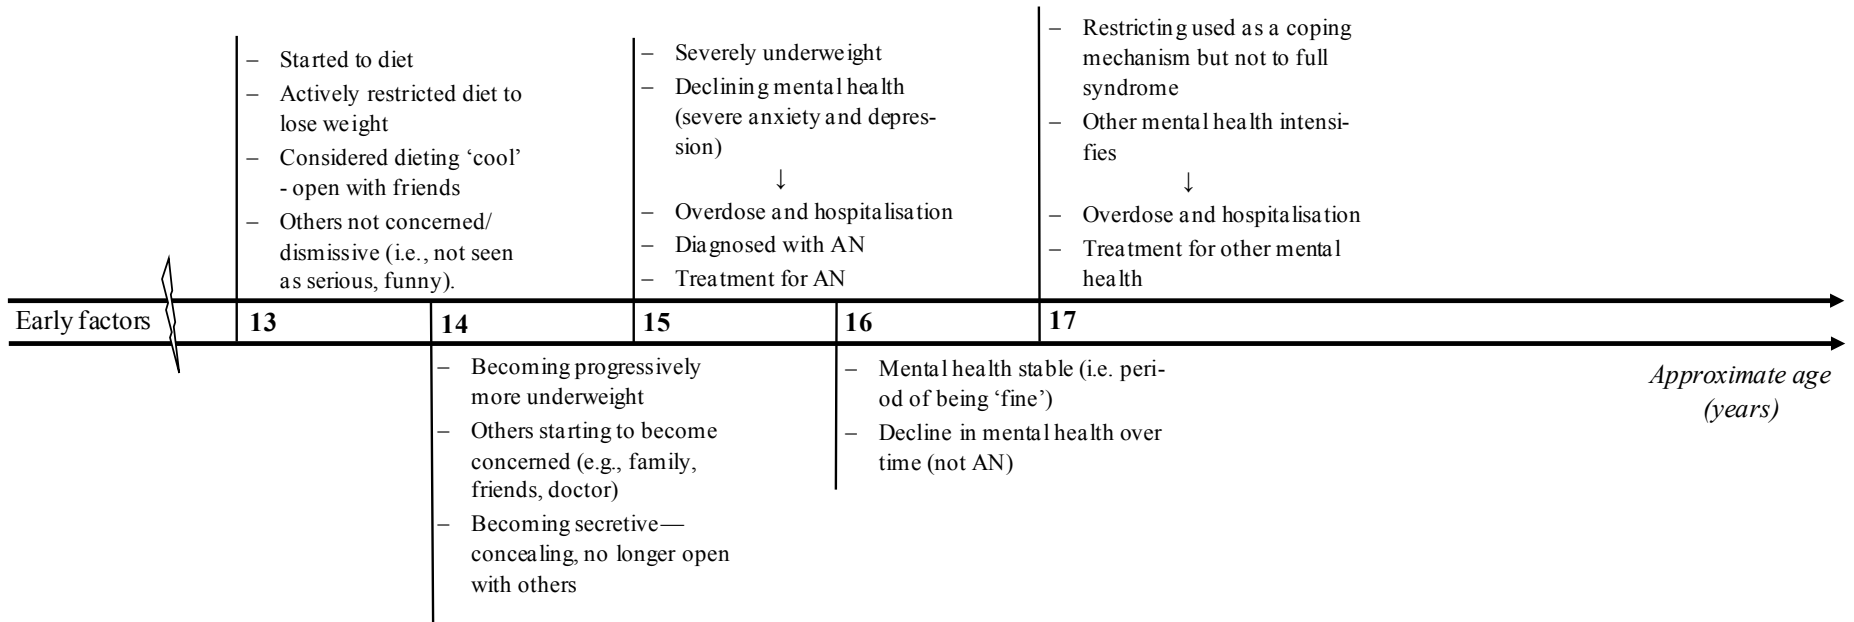 – Started to diet
– Actively restricted diet to
lose weight
– Considered dieting ‘cool’
- open with friends
– Others not concerned/
dismissive (i.e., not seen
as serious, funny).
– Severely underweight
– Declining mental health
(severe anxiety and depres-
sion)
↓
– Overdose and hospitalisation
– Diagnosed with AN
– Treatment for AN
– Restricting used as a coping
mechanism but not to full
syndrome
– Other mental health intensi-
fies
↓
– Overdose and hospitalisation
– Treatment for other mental
health
Early factors 13 14 15 16 17
– Becoming progressively
more underweight
– Others starting to become
concerned (e.g., family,
friends, doctor)
– Becoming secretive—
concealing, no longer open
with others
– Mental health stable (i.e. peri-
od of being ‘fine’)
– Decline in mental health over
time (not AN)
Approximate age
(years)